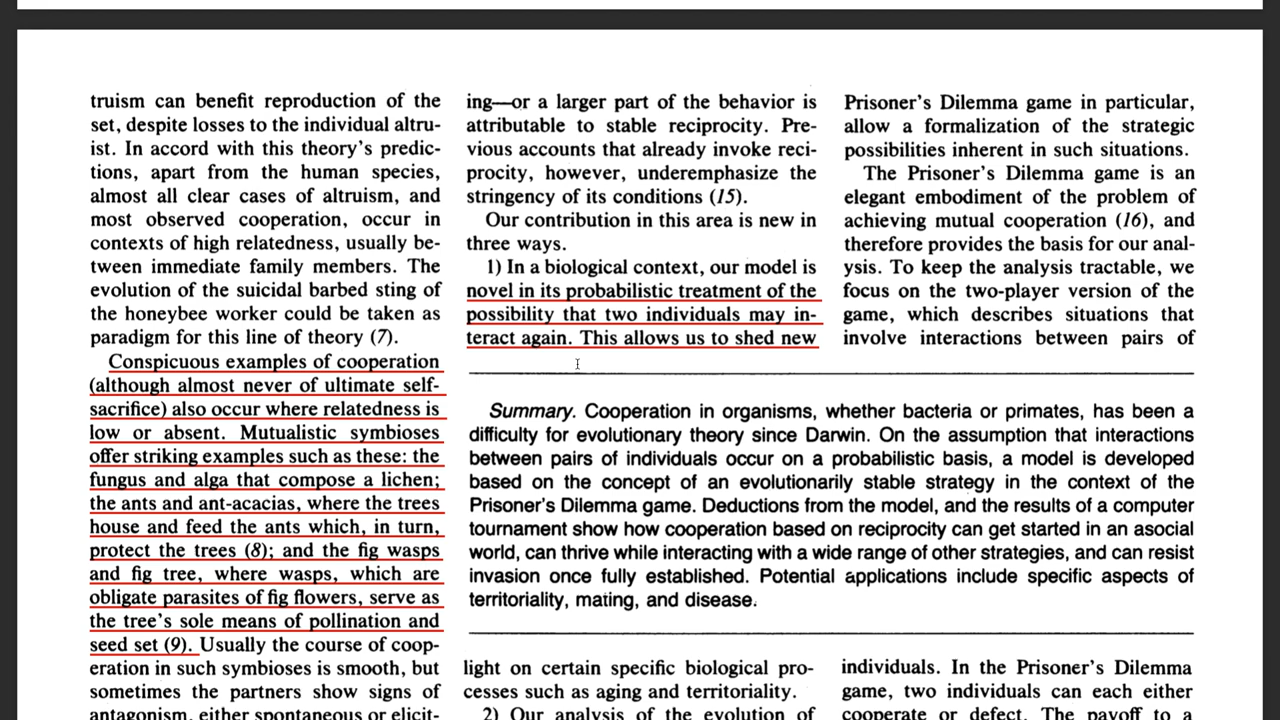 truism can benefit reproduction of the
set, despite losses to the individual altru-
ist. In accord with this theory's predic-
tions, apart from the human species,
almost all clear cases of altruism, and
most observed cooperation, occur in
contexts of high relatedness, usually be-
tween immediate family members. The
evolution of the suicidal barbed sting of
the honeybee worker could be taken as
paradigm for this line of theory (7).
Conspicuous examples of cooperation
(although almost never of ultimate self-
sacrifice) also occur where relatedness is
low or absent. Mutualistic symbioses
offer striking examples such as these: the
fungus and alga that compose a lichen;
the ants and ant-acacias, where the trees
house and feed the ants which, in turn,
protect the trees (8); and the fig wasps
and fig tree, where wasps, which are
obligate parasites of fig flowers, serve as
the tree's sole means of pollination and
seed set (9). Usually the course of coop-
eration in such symbioses is smooth, but
sometimes the partners show signs of
antagonism, either spontaneous or elicit-
ing—or a larger part of the behavior is
attributable to stable reciprocity. Pre-
vious accounts that already invoke reci-
procity, however, underemphasize the
stringency of its conditions (15).
Our contribution in this area is new in
three ways.
1) In a biological context, our model is
novel in its probabilistic treatment of the
possibility that two individuals may in-
teract again. This allows us to shed new
Prisoner's Dilemma game in particular,
allow a formalization of the strategic
possibilities inherent in such situations.
The Prisoner's Dilemma game is an
elegant embodiment of the problem of
achieving mutual cooperation (16), and
therefore provides the basis for our anal-
ysis. To keep the analysis tractable, we
focus on the two-player version of the
game, which describes situations that
involve interactions between pairs of
Summary. Cooperation in organisms, whether bacteria or primates, has been a
difficulty for evolutionary theory since Darwin. On the assumption that interactions
between pairs of individuals occur on a probabilistic basis, a model is developed
based on the concept of an evolutionarily stable strategy in the context of the
Prisoner's Dilemma game. Deductions from the model, and the results of a computer
tournament show how cooperation based on reciprocity can get started in an asocial
world, can thrive while interacting with a wide range of other strategies, and can resist
invasion once fully established. Potential applications include specific aspects of
territoriality, mating, and disease.
light on certain specific biological pro-
cesses such as aging and territoriality.
2) Our analysis of the evolution of
individuals. In the Prisoner's Dilemma
game, two individuals can each either
cooperate or defect. The payoff to a